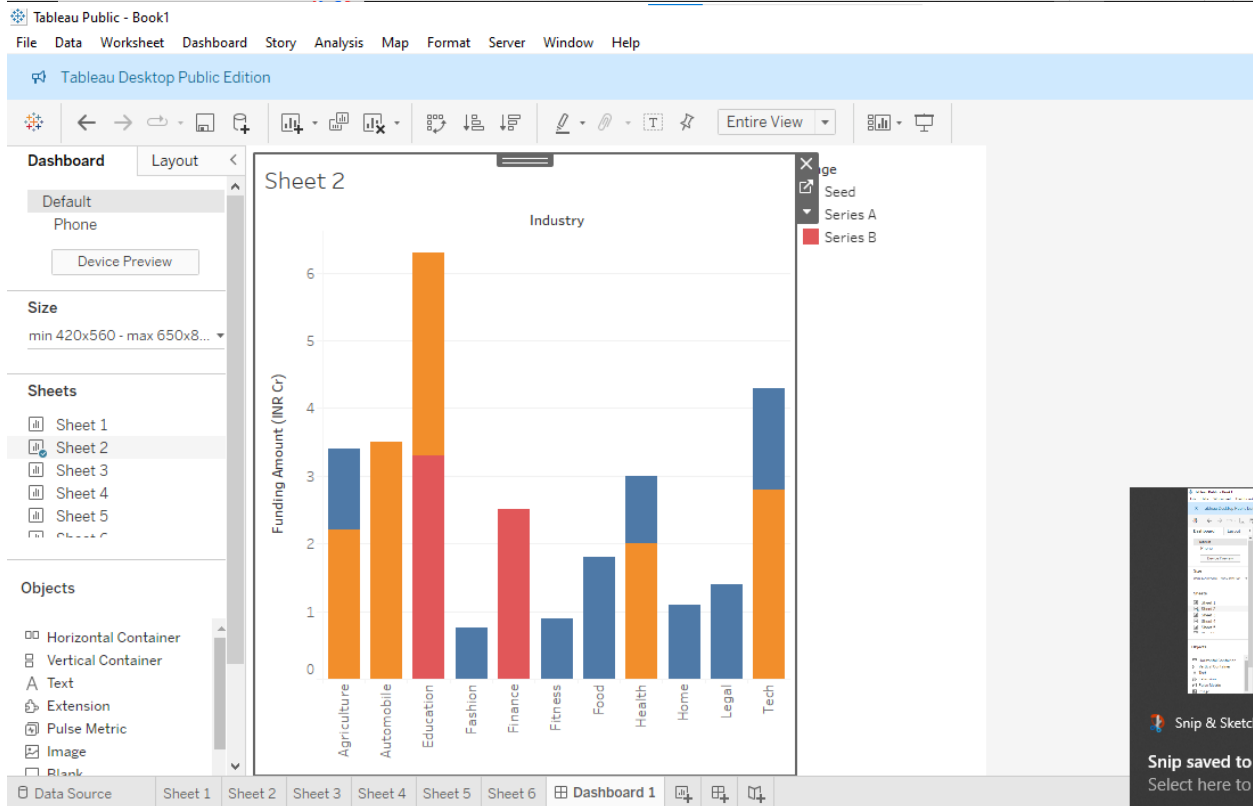 Tableau Public - Book1
File Data Worksheet Dashboard Story Analysis Map Format Server Window Help
Tableau Desktop Public Edition
Entire View
Dashboard Layout
Default
Phone
Device Preview
Size
min 420x560 - max 650x8...
Sheets
Sheet 1
Sheet 2
Sheet 3
Sheet 4
Sheet 5
Objects
Horizontal Container
Vertical Container
Text
Extension
Pulse Metric
Image
Blank
Sheet 2
Industry
Funding Amount (INR Cr)
6
5
4
3
2
1
0
Agriculture
Automobile
Education
Fashion
Finance
Fitness
Food
Health
Home
Legal
Tech
Seed
Series A
Series B
Snip & Sketch
Snip saved to
Select here to
Data Source Sheet 1 Sheet 2 Sheet 3 Sheet 4 Sheet 5 Sheet 6 Dashboard 1